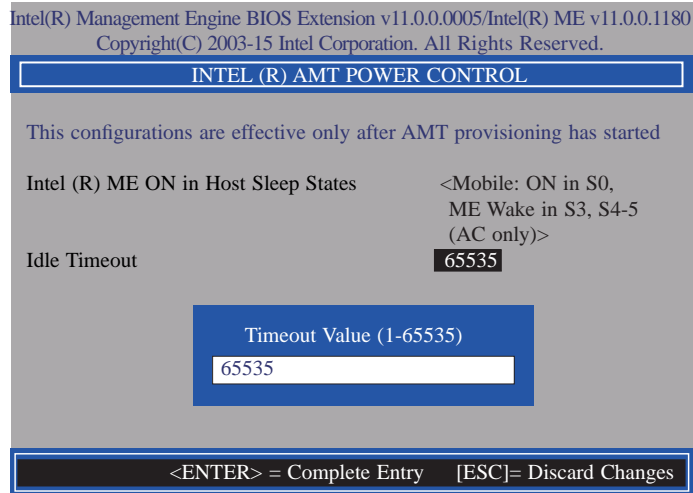 Intel(R) Management Engine BIOS Extension v11.0.0.0005/Intel(R) ME v11.0.0.1180
Copyright(C) 2003-15 Intel Corporation. All Rights Reserved.
INTEL (R) AMT POWER CONTROL
This configurations are effective only after AMT provisioning has started
Intel (R) ME ON in Host Sleep States <Mobile: ON in S0,
ME Wake in S3, S4-5
(AC only)>
Idle Timeout 65535
Timeout Value (1-65535)
65535
<ENTER> = Complete Entry [ESC]= Discard Changes